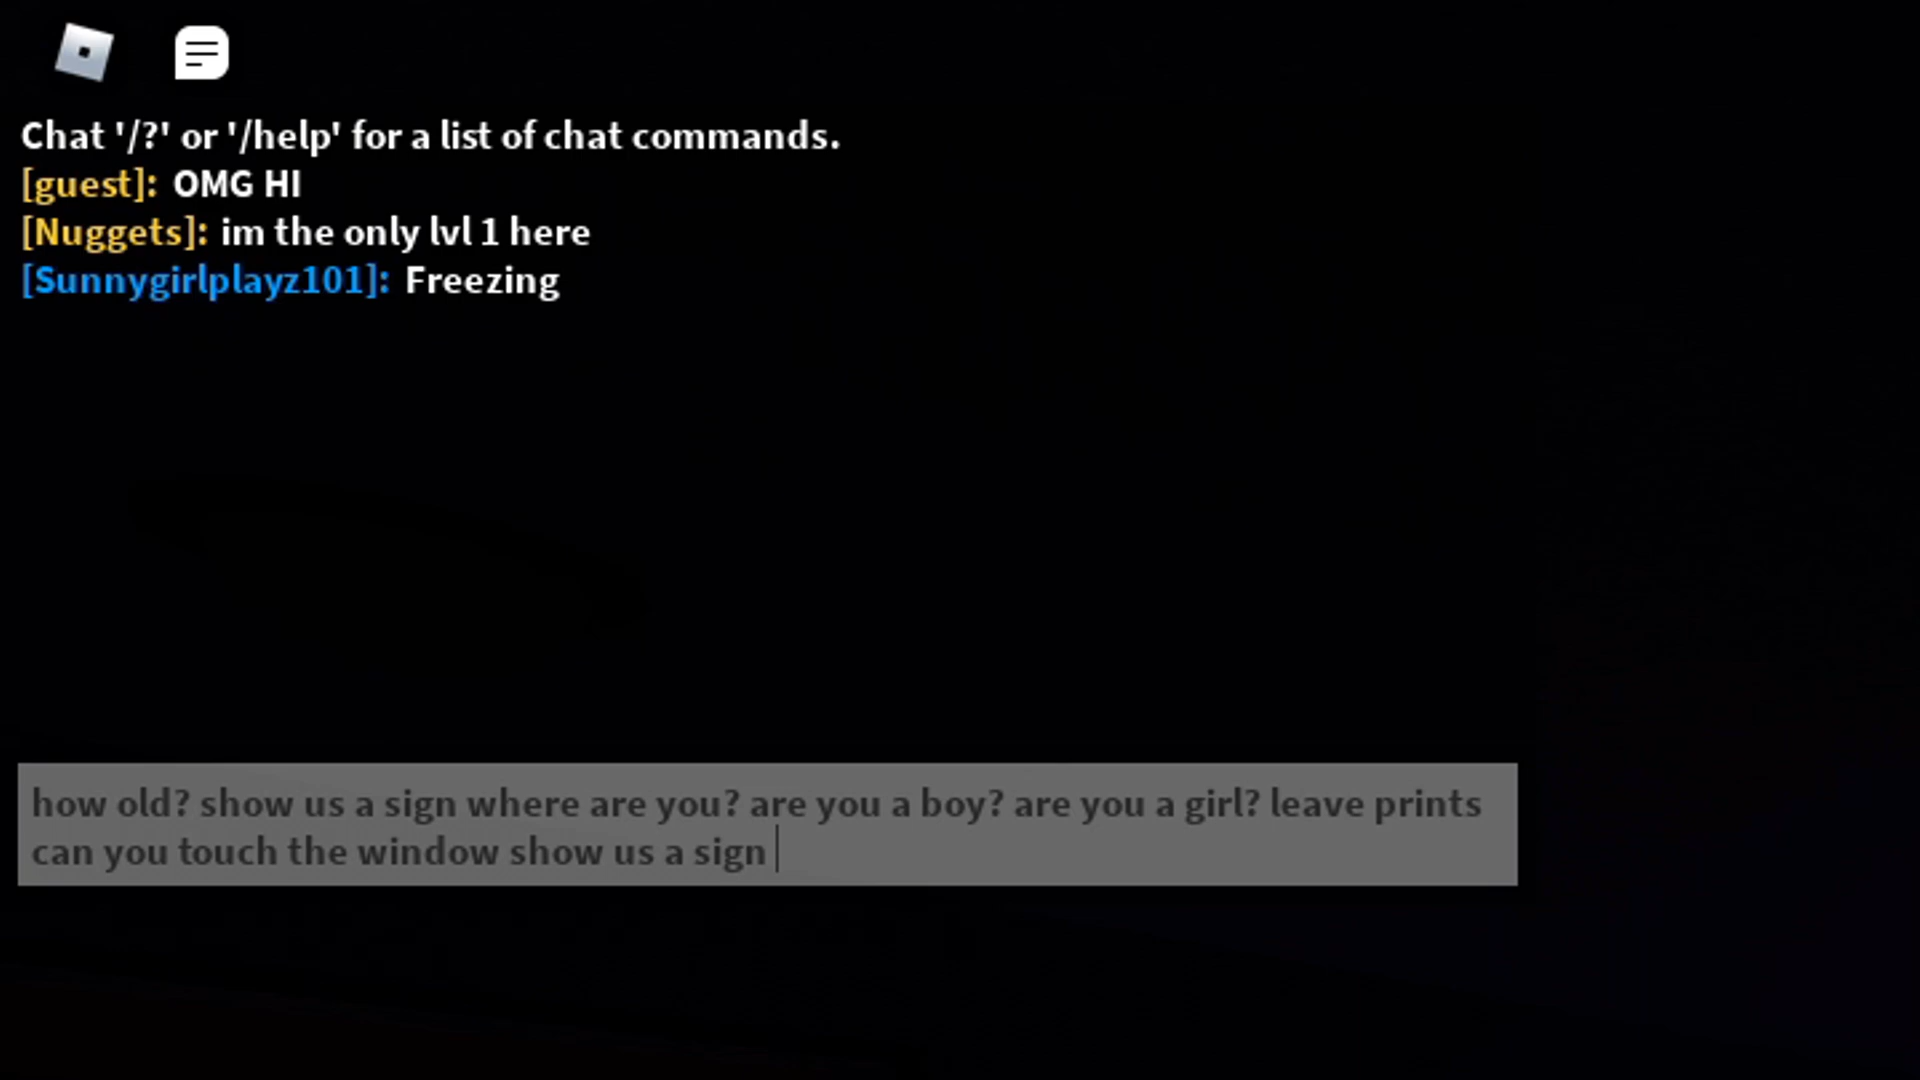 Chat '/?' or '/help' for a list of chat commands.
[guest]: OMG HI
[Nuggets]: im the only lvl 1 here
[Sunnygirlplayz101]: Freezing
how old? show us a sign where are you? are you a boy? are you a girl? leave prints
can you touch the window show us a sign